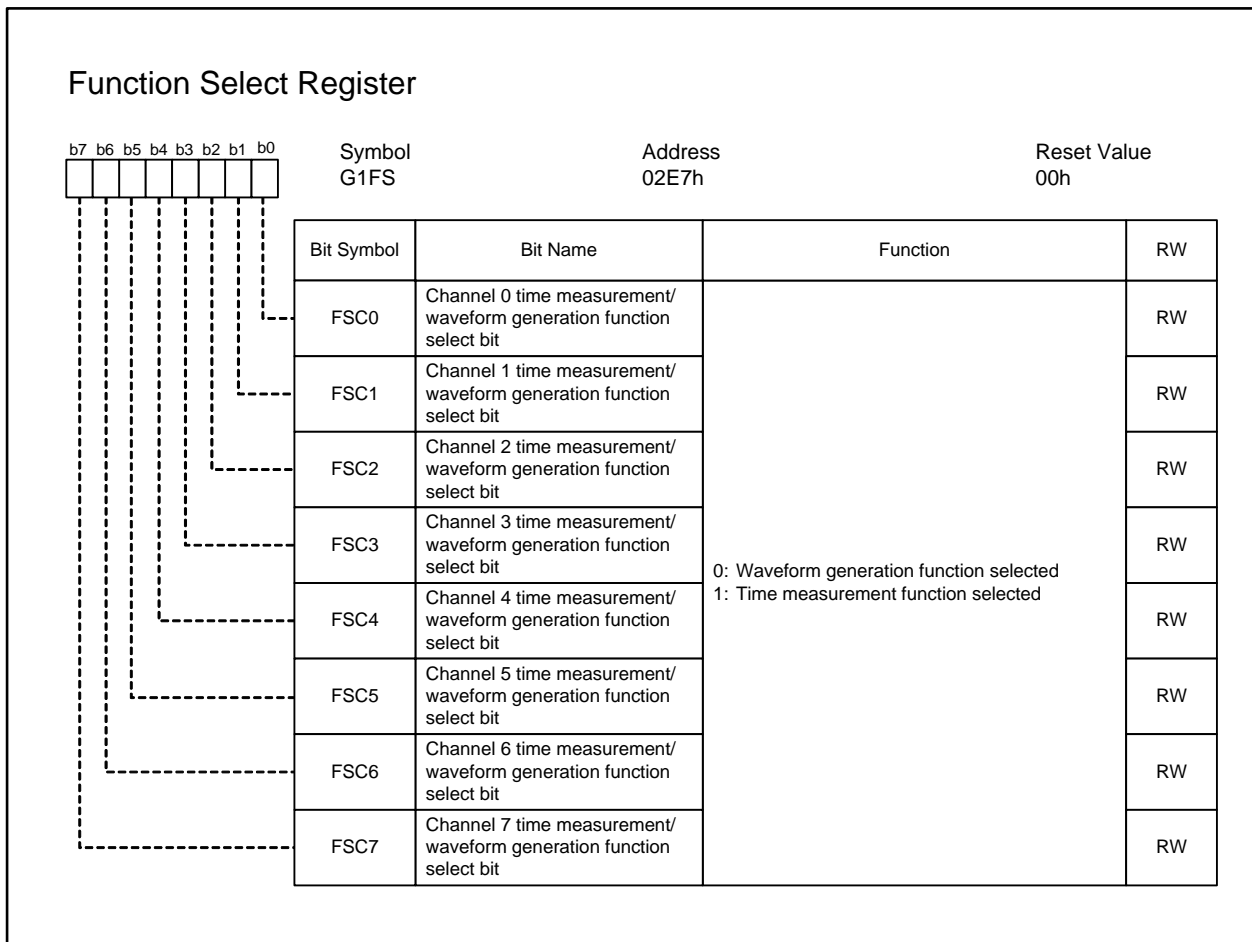 Function Select Register
b7 b6 b5 b4 b3 b2 b1 b0
Symbol Address Reset Value
G1FS 02E7h 00h
Bit Symbol Bit Name Function RW
FSC0 Channel 0 time measurement/
waveform generation function
select bit
RW
FSC1 Channel 1 time measurement/
waveform generation function
select bit
RW
FSC2 Channel 2 time measurement/
waveform generation function
select bit
RW
FSC3 Channel 3 time measurement/
waveform generation function
select bit
RW
0: Waveform generation function selected
1: Time measurement function selected
FSC4 Channel 4 time measurement/
waveform generation function
select bit
RW
FSC5 Channel 5 time measurement/
waveform generation function
select bit
RW
FSC6 Channel 6 time measurement/
waveform generation function
select bit
RW
FSC7 Channel 7 time measurement/
waveform generation function
select bit
RW